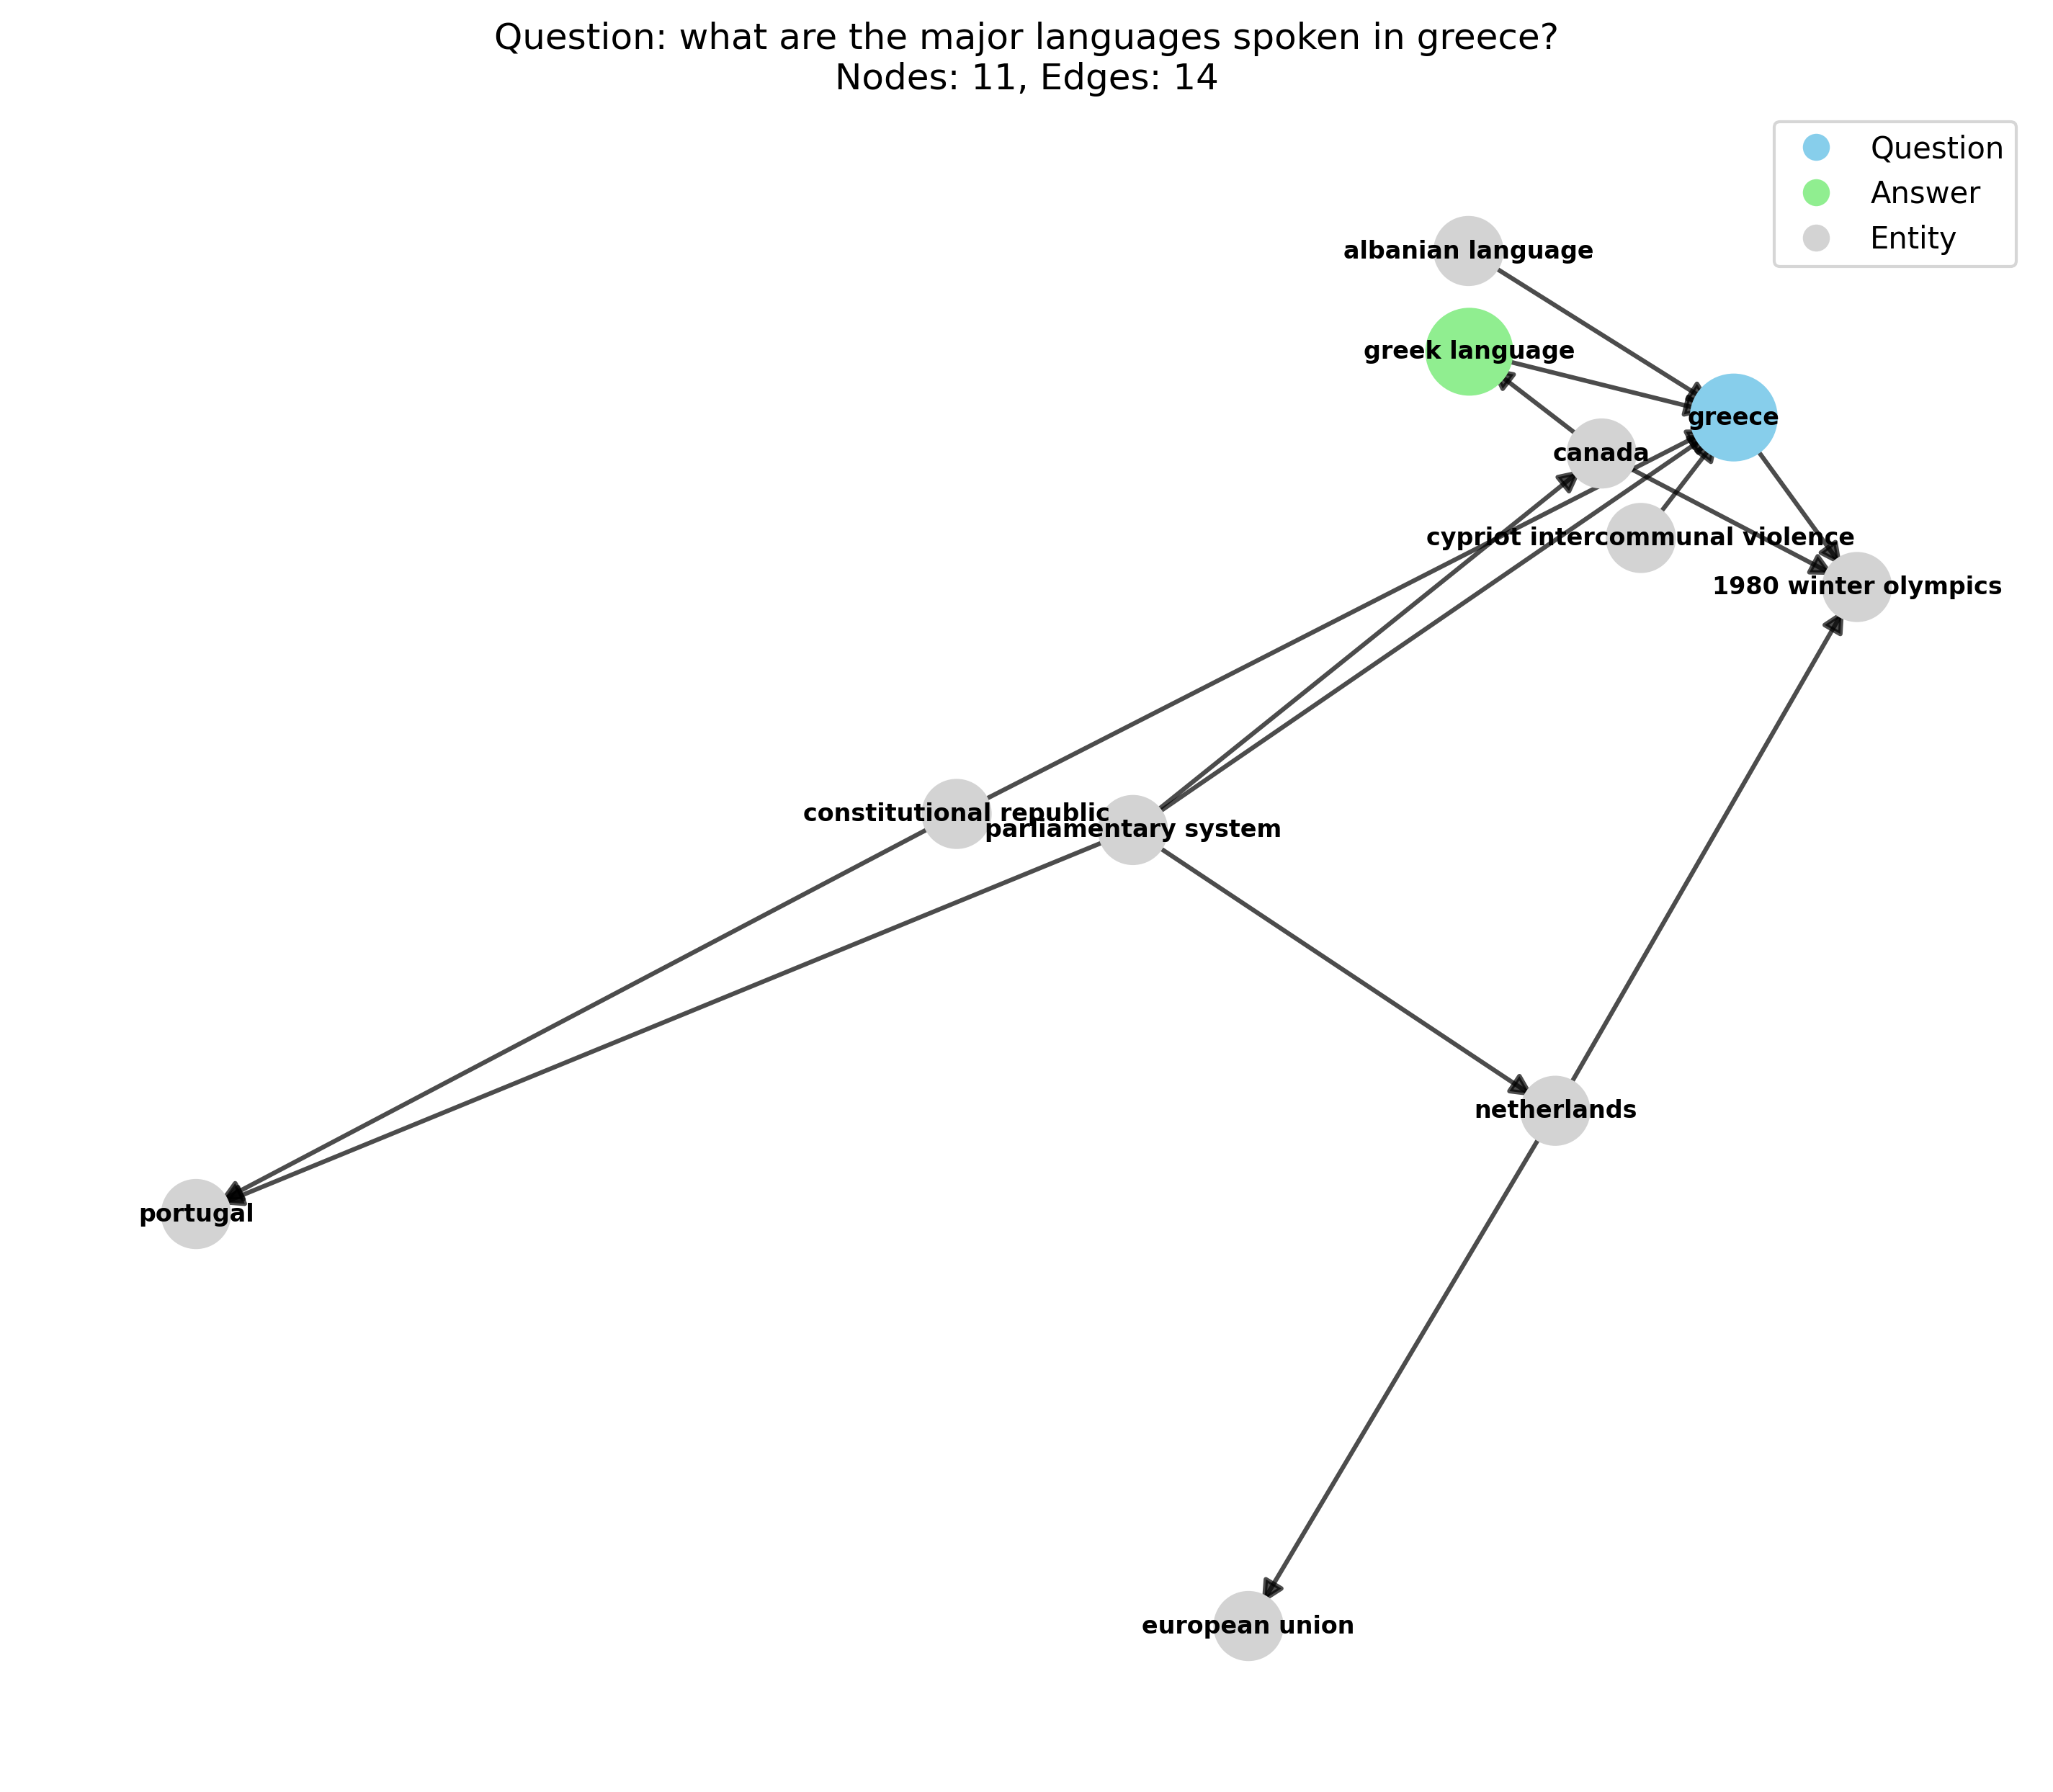 Question: what are the major languages spoken in greece?
Nodes: 11, Edges: 14
Question
Answer
Entity
albanian language
greek language
greece
canada
cypriot intercommunal violence
1980 winter olympics
constitutional republic
parliamentary system
netherlands
portugal
european union